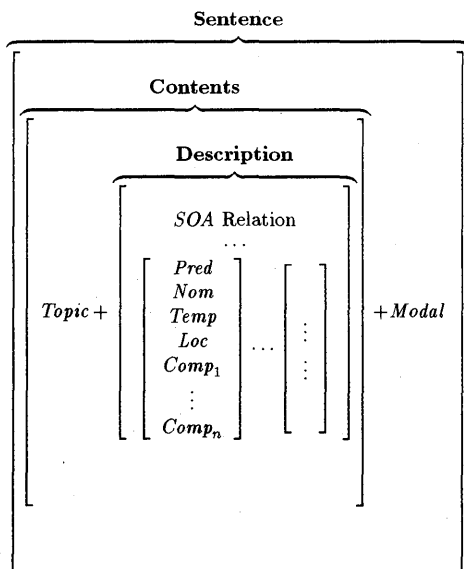 Sentence
Contents
Description
SOA Relation
...
Pred
Nom
Temp
Loc
Comp₁
⋮
Compₙ
...
⋮
⋮
Topic +
+ Modal